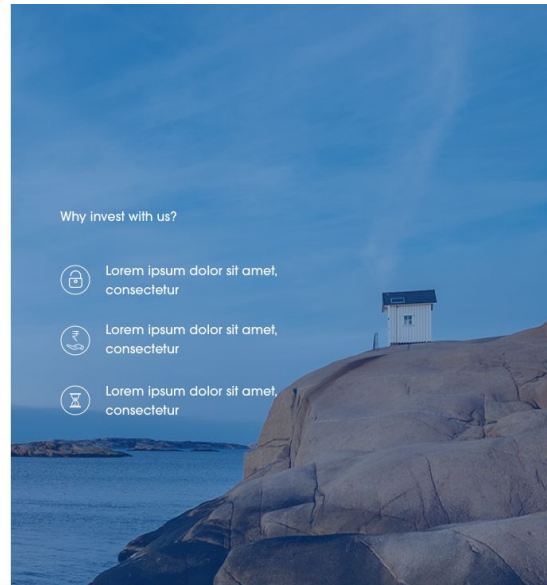 Why invest with us?
Lorem ipsum dolor sit amet,
consectetur
Lorem ipsum dolor sit amet,
consectetur
Lorem ipsum dolor sit amet,
consectetur